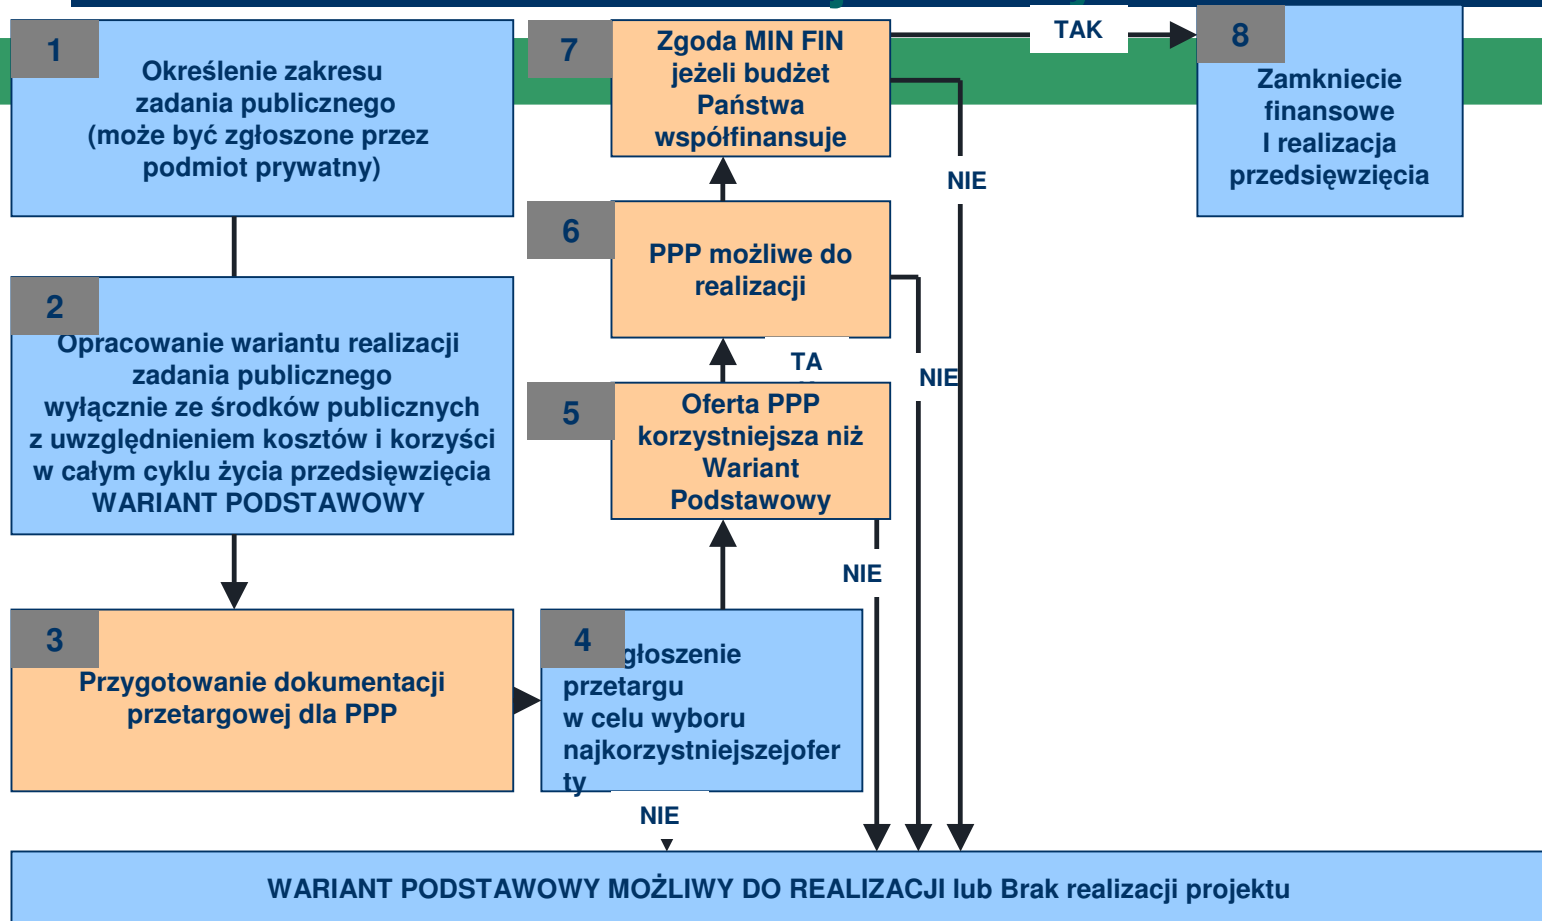 1
Określenie zakresu
zadania publicznego
(może być zgłoszone przez
podmiot prywatny)
2
Opracowanie wariantu realizacji
zadania publicznego
wyłącznie ze środków publicznych
z uwzględnieniem kosztów i korzyści
w całym cyklu życia przedsięwzięcia
WARIANT PODSTAWOWY
3
Przygotowanie dokumentacji
przetargowej dla PPP
4
głoszenie
przetargu
w celu wyboru
najkorzystniejszejofer
ty
NIE
5
Oferta PPP
korzystniejsza niż
Wariant
Podstawowy
NIE
TA
6
PPP możliwe do
realizacji
NIE
7
Zgoda MIN FIN
jeżeli budżet
Państwa
współfinansuje
NIE
TAK
8
Zamkniecie
finansowe
I realizacja
przedsięwzięcia
WARIANT PODSTAWOWY MOŻLIWY DO REALIZACJI lub Brak realizacji projektu